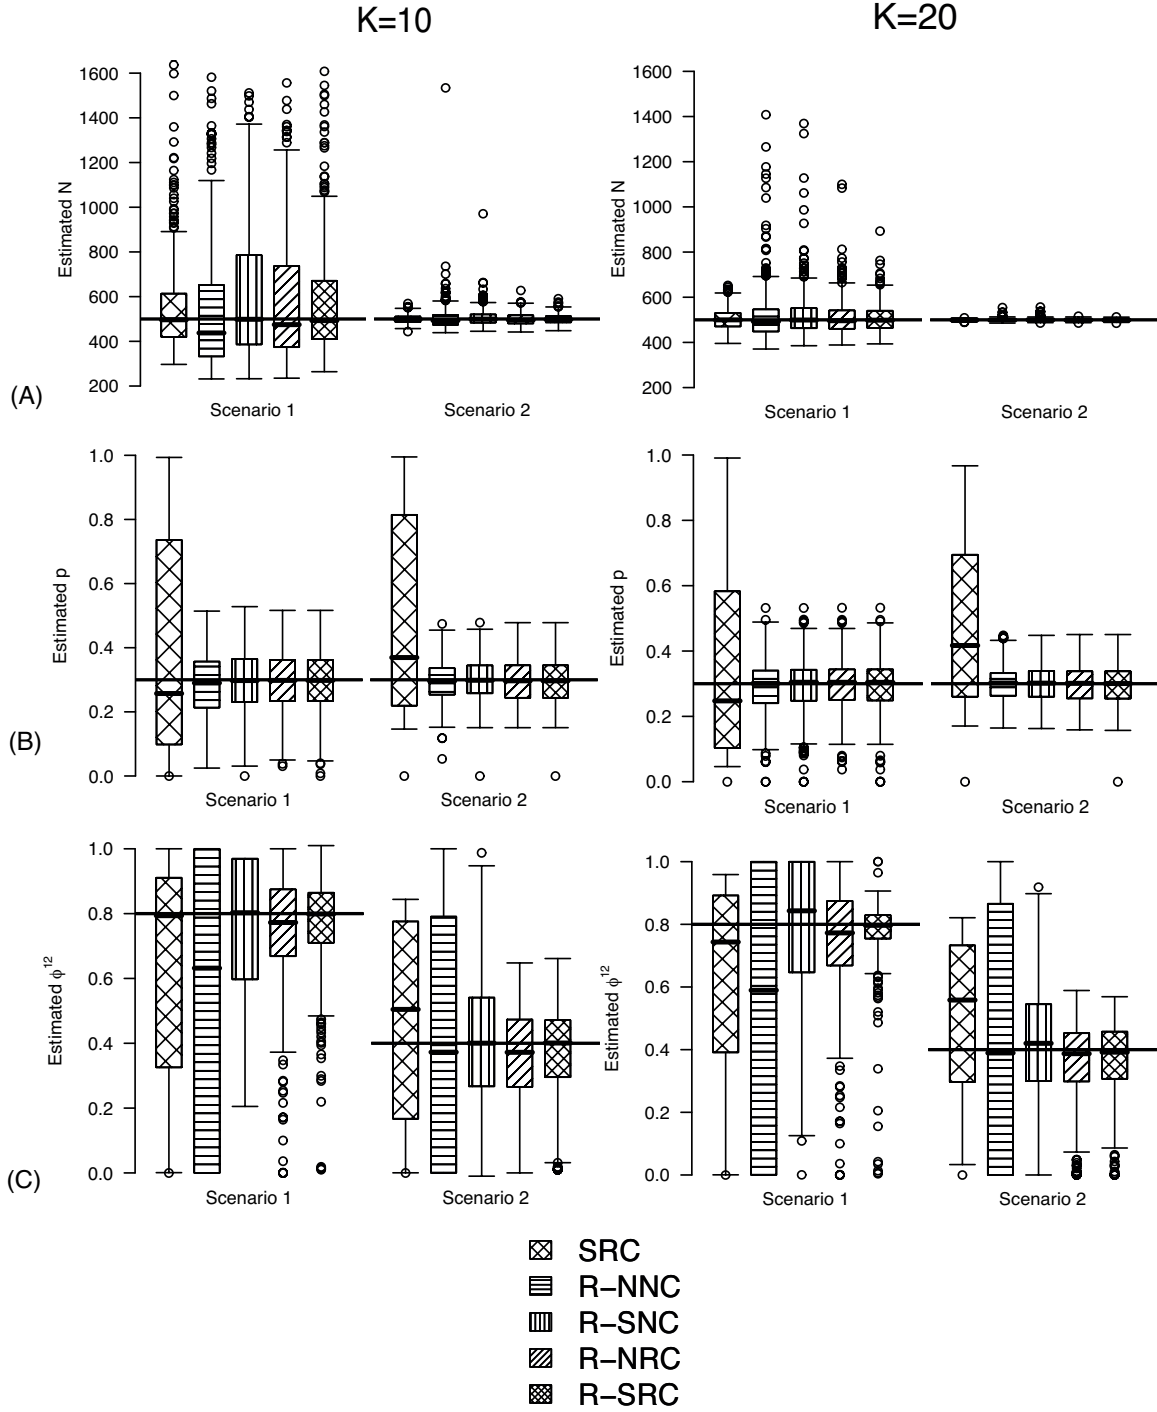 K=10
K=20
1600
1400
1200
1000
800
600
400
200
Estimated N
Scenario 1
Scenario 2
1600
1400
1200
1000
800
600
400
200
Estimated N
Scenario 1
Scenario 2
(A)
1.0
0.8
0.6
0.4
0.2
0.0
Estimated p
Scenario 1
Scenario 2
1.0
0.8
0.6
0.4
0.2
0.0
Estimated p
Scenario 1
Scenario 2
(B)
1.0
0.8
0.6
0.4
0.2
0.0
Estimated ϕ¹²
Scenario 1
Scenario 2
1.0
0.8
0.6
0.4
0.2
0.0
Estimated ϕ¹²
Scenario 1
Scenario 2
(C)
SRC
R−NNC
R−SNC
R−NRC
R−SRC